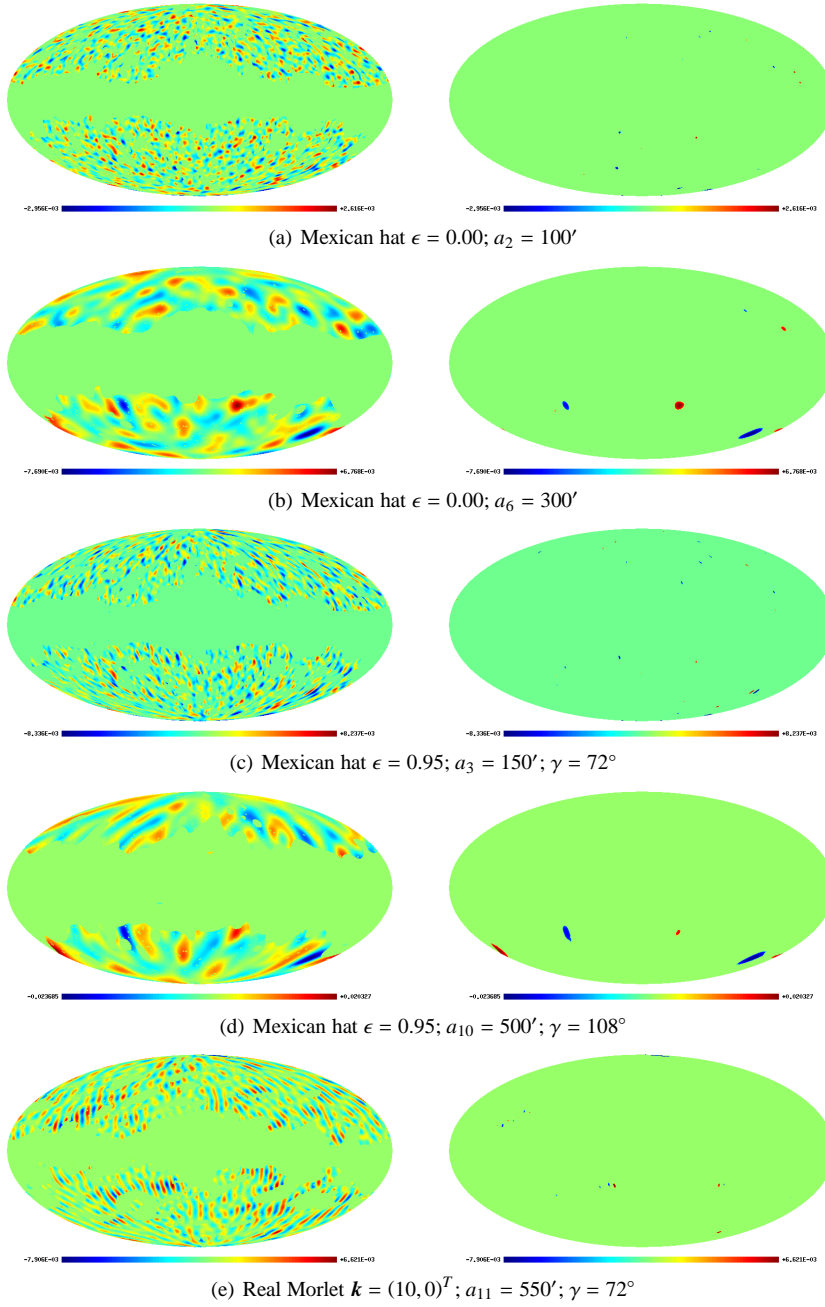 -2.956E-03 +2.616E-03 -2.956E-03 +2.616E-03
(a) Mexican hat ϵ = 0.00; a₂ = 100′
-7.690E-03 +6.768E-03 -7.690E-03 +6.768E-03
(b) Mexican hat ϵ = 0.00; a₆ = 300′
-8.336E-03 +8.237E-03 -8.336E-03 +8.237E-03
(c) Mexican hat ϵ = 0.95; a₃ = 150′; γ = 72°
-0.023685 +0.020327 -0.023685 +0.020327
(d) Mexican hat ϵ = 0.95; a₁₀ = 500′; γ = 108°
-7.906E-03 +6.621E-03 -7.906E-03 +6.621E-03
(e) Real Morlet k = (10, 0)ᵀ; a₁₁ = 550′; γ = 72°